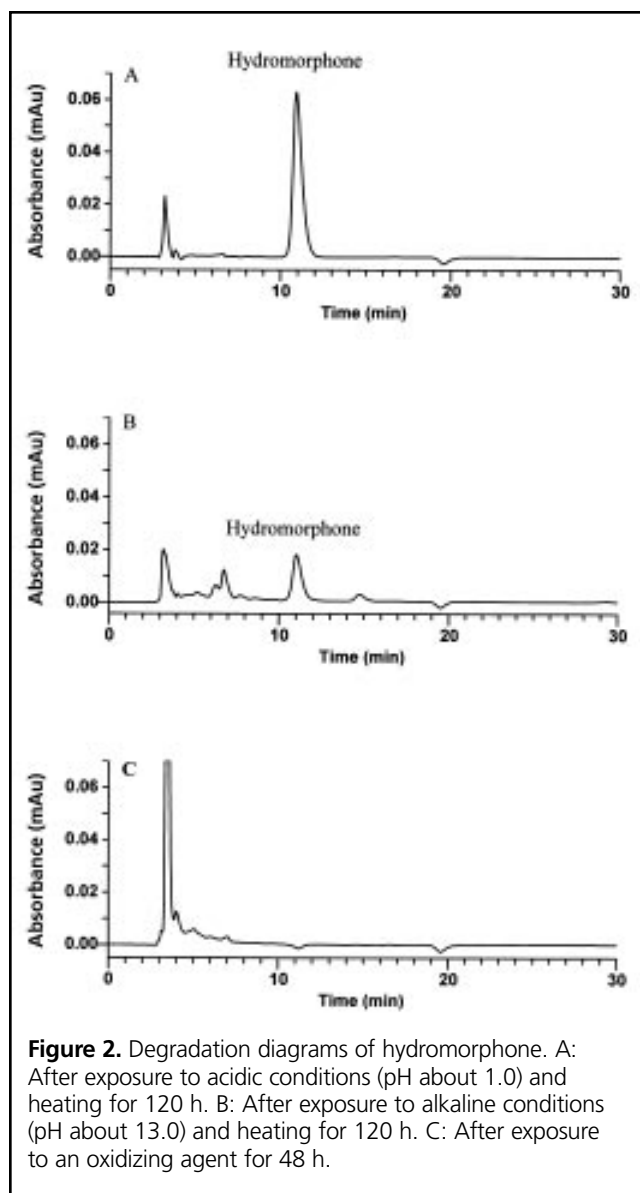 Hydromorphone
A
Absorbance (mAu)
0.06
0.04
0.02
0.00
0 10 20 30
Time (min)
B
Absorbance (mAu)
0.06
0.04
Hydromorphone
0.02
0.00
0 10 20 30
Time (min)
C
Absorbance (mAu)
0.06
0.04
0.02
0.00
0 10 20 30
Time (min)
Figure 2. Degradation diagrams of hydromorphone. A:
After exposure to acidic conditions (pH about 1.0) and
heating for 120 h. B: After exposure to alkaline conditions
(pH about 13.0) and heating for 120 h. C: After exposure
to an oxidizing agent for 48 h.